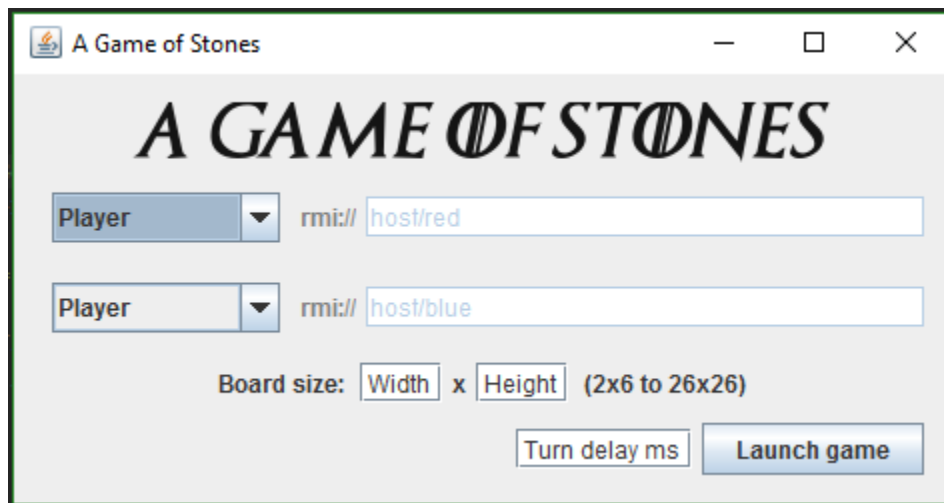 A Game of Stones
A GAME OF STONES
Player rmi:// host/red
Player rmi:// host/blue
Board size: Width x Height (2x6 to 26x26)
Turn delay ms Launch game